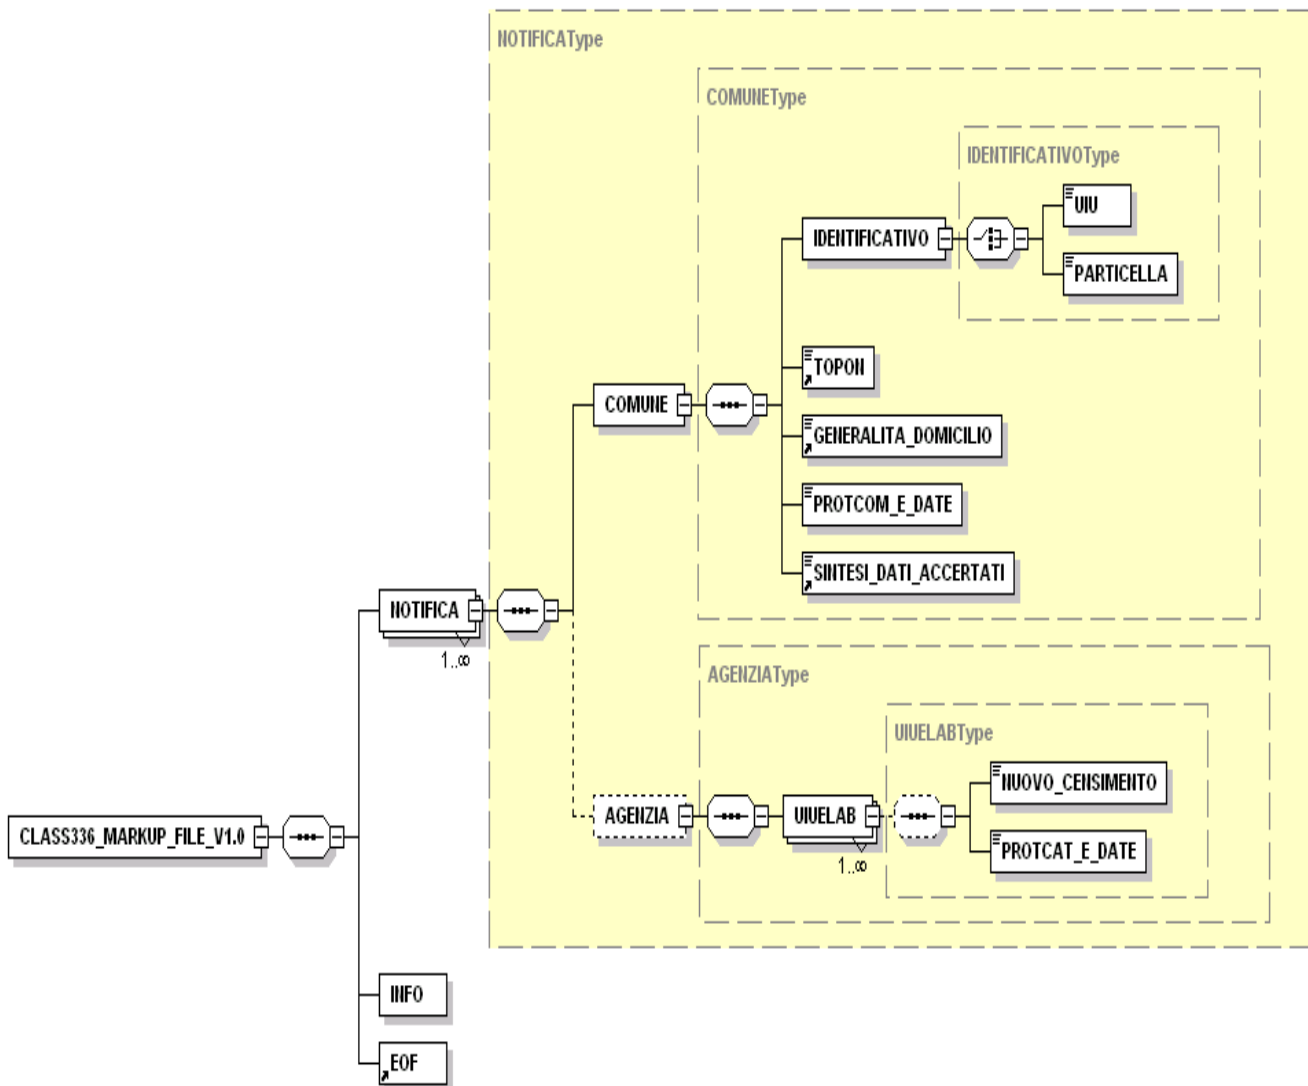 NOTIFICAType
COMUNEType
IDENTIFICATIVOType
UIU
IDENTIFICATIVO
PARTICELLA
TOPON
COMUNE
GENERALITA_DOMICILIO
PROTCOM_E_DATE
SINTESI_DATI_ACCERTATI
NOTIFICA
1..∞
AGENZIAType
UIUELABType
NUOVO_CENSIMENTO
AGENZIA
UIUELAB
1..∞
PROTCAT_E_DATE
CLASS336_MARKUP_FILE_V1.0
INFO
EOF